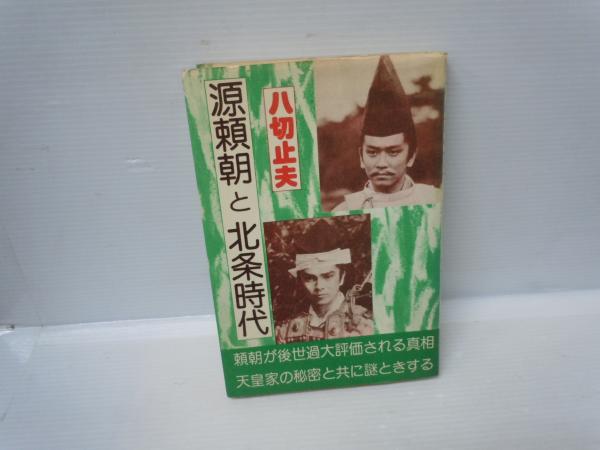 源頼朝と北条時代
八切止夫
頼朝が後世過大評価される真相
天皇家の秘密と共に謎ときする